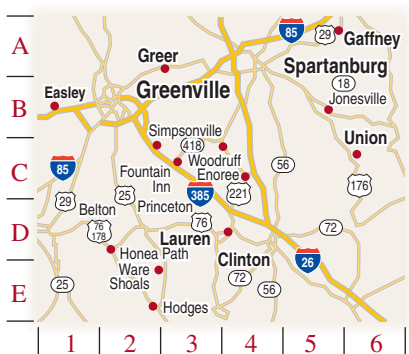 A
85
29
Gaffney
Greer
Spartanburg
18
Easley
Greenville
B
Jonesville
Simpsonville
418
Union
85
Woodruff
C
Fountain
Inn
Enoree
56
29
25
385
221
176
Belton
Princeton
76
178
76
72
D
Lauren
Honea Path
Ware
Shoals
Clinton
26
25
72
56
E
Hodges
1
2
3
4
5
6